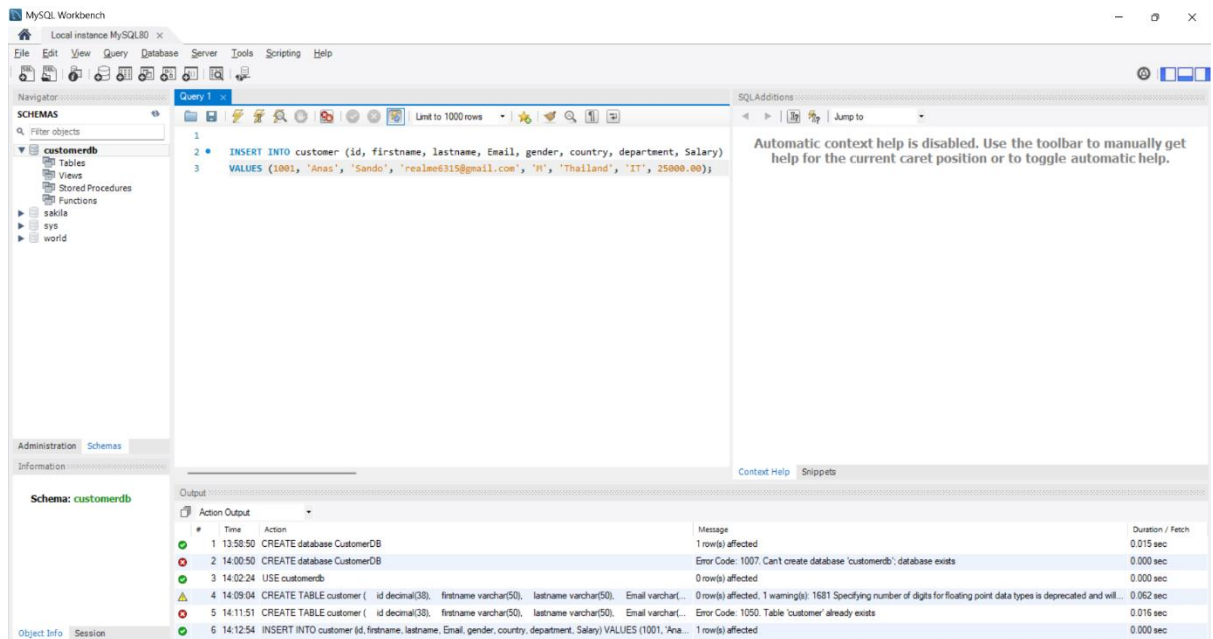 MySQL Workbench
Local instance MySQL80
File Edit View Query Database Server Tools Scripting Help
Navigator
SCHEMAS
Filter objects
customerdb
Tables
Views
Stored Procedures
Functions
sakila
sys
world
Administration Schemas
Information
Schema: customerdb
Object Info Session
Query 1
Limit to 1000 rows
1
2 INSERT INTO customer (id, firstname, lastname, Email, gender, country, department, Salary)
3 VALUES (1001, 'Anas', 'Sando', 'realme6315@gmail.com', 'M', 'Thailand', 'IT', 25000.00);
SQLAdditions
Jump to
Automatic context help is disabled. Use the toolbar to manually get
help for the current caret position or to toggle automatic help.
Context Help Snippets
Output
Action Output
# Time Action Message Duration / Fetch
1 13:58:50 CREATE database CustomerDB 1 row(s) affected 0.015 sec
2 14:00:50 CREATE database CustomerDB Error Code: 1007. Can't create database 'customerdb'; database exists 0.000 sec
3 14:02:24 USE customerdb 0 row(s) affected 0.000 sec
4 14:09:04 CREATE TABLE customer ( id decimal(38), firstname varchar(50), lastname varchar(50), Email varchar(... 0 row(s) affected, 1 warning(s): 1681 Specifying number of digits for floating point data types is deprecated and will... 0.062 sec
5 14:11:51 CREATE TABLE customer ( id decimal(38), firstname varchar(50), lastname varchar(50), Email varchar(... Error Code: 1050. Table 'customer' already exists 0.016 sec
6 14:12:54 INSERT INTO customer (id, firstname, lastname, Email, gender, country, department, Salary) VALUES (1001, 'Ana... 1 row(s) affected 0.000 sec